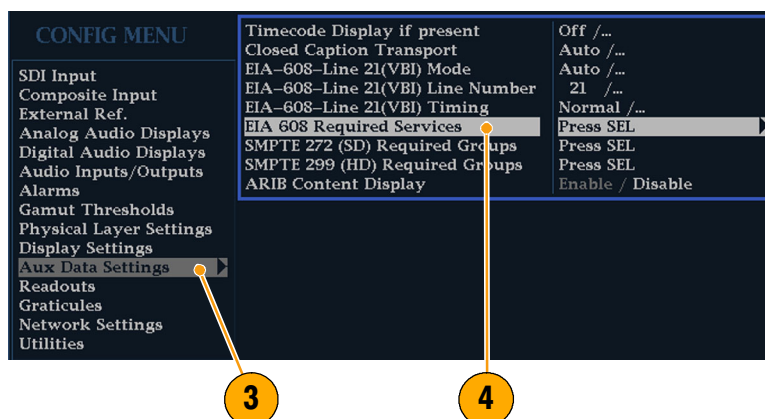 CONFIG MENU
SDI Input
Composite Input
External Ref.
Analog Audio Displays
Digital Audio Displays
Audio Inputs/Outputs
Alarms
Gamut Thresholds
Physical Layer Settings
Display Settings
Aux Data Settings
Readouts
Graticules
Network Settings
Utilities
Timecode Display if present Off /...
Closed Caption Transport Auto /...
EIA-608-Line 21(VBI) Mode Auto /...
EIA-608-Line 21(VBI) Line Number 21 /...
EIA-608-Line 21(VBI) Timing Normal /...
EIA 608 Required Services Press SEL
SMPTE 272 (SD) Required Groups Press SEL
SMPTE 299 (HD) Required Groups Press SEL
ARIB Content Display Enable / Disable
3 4